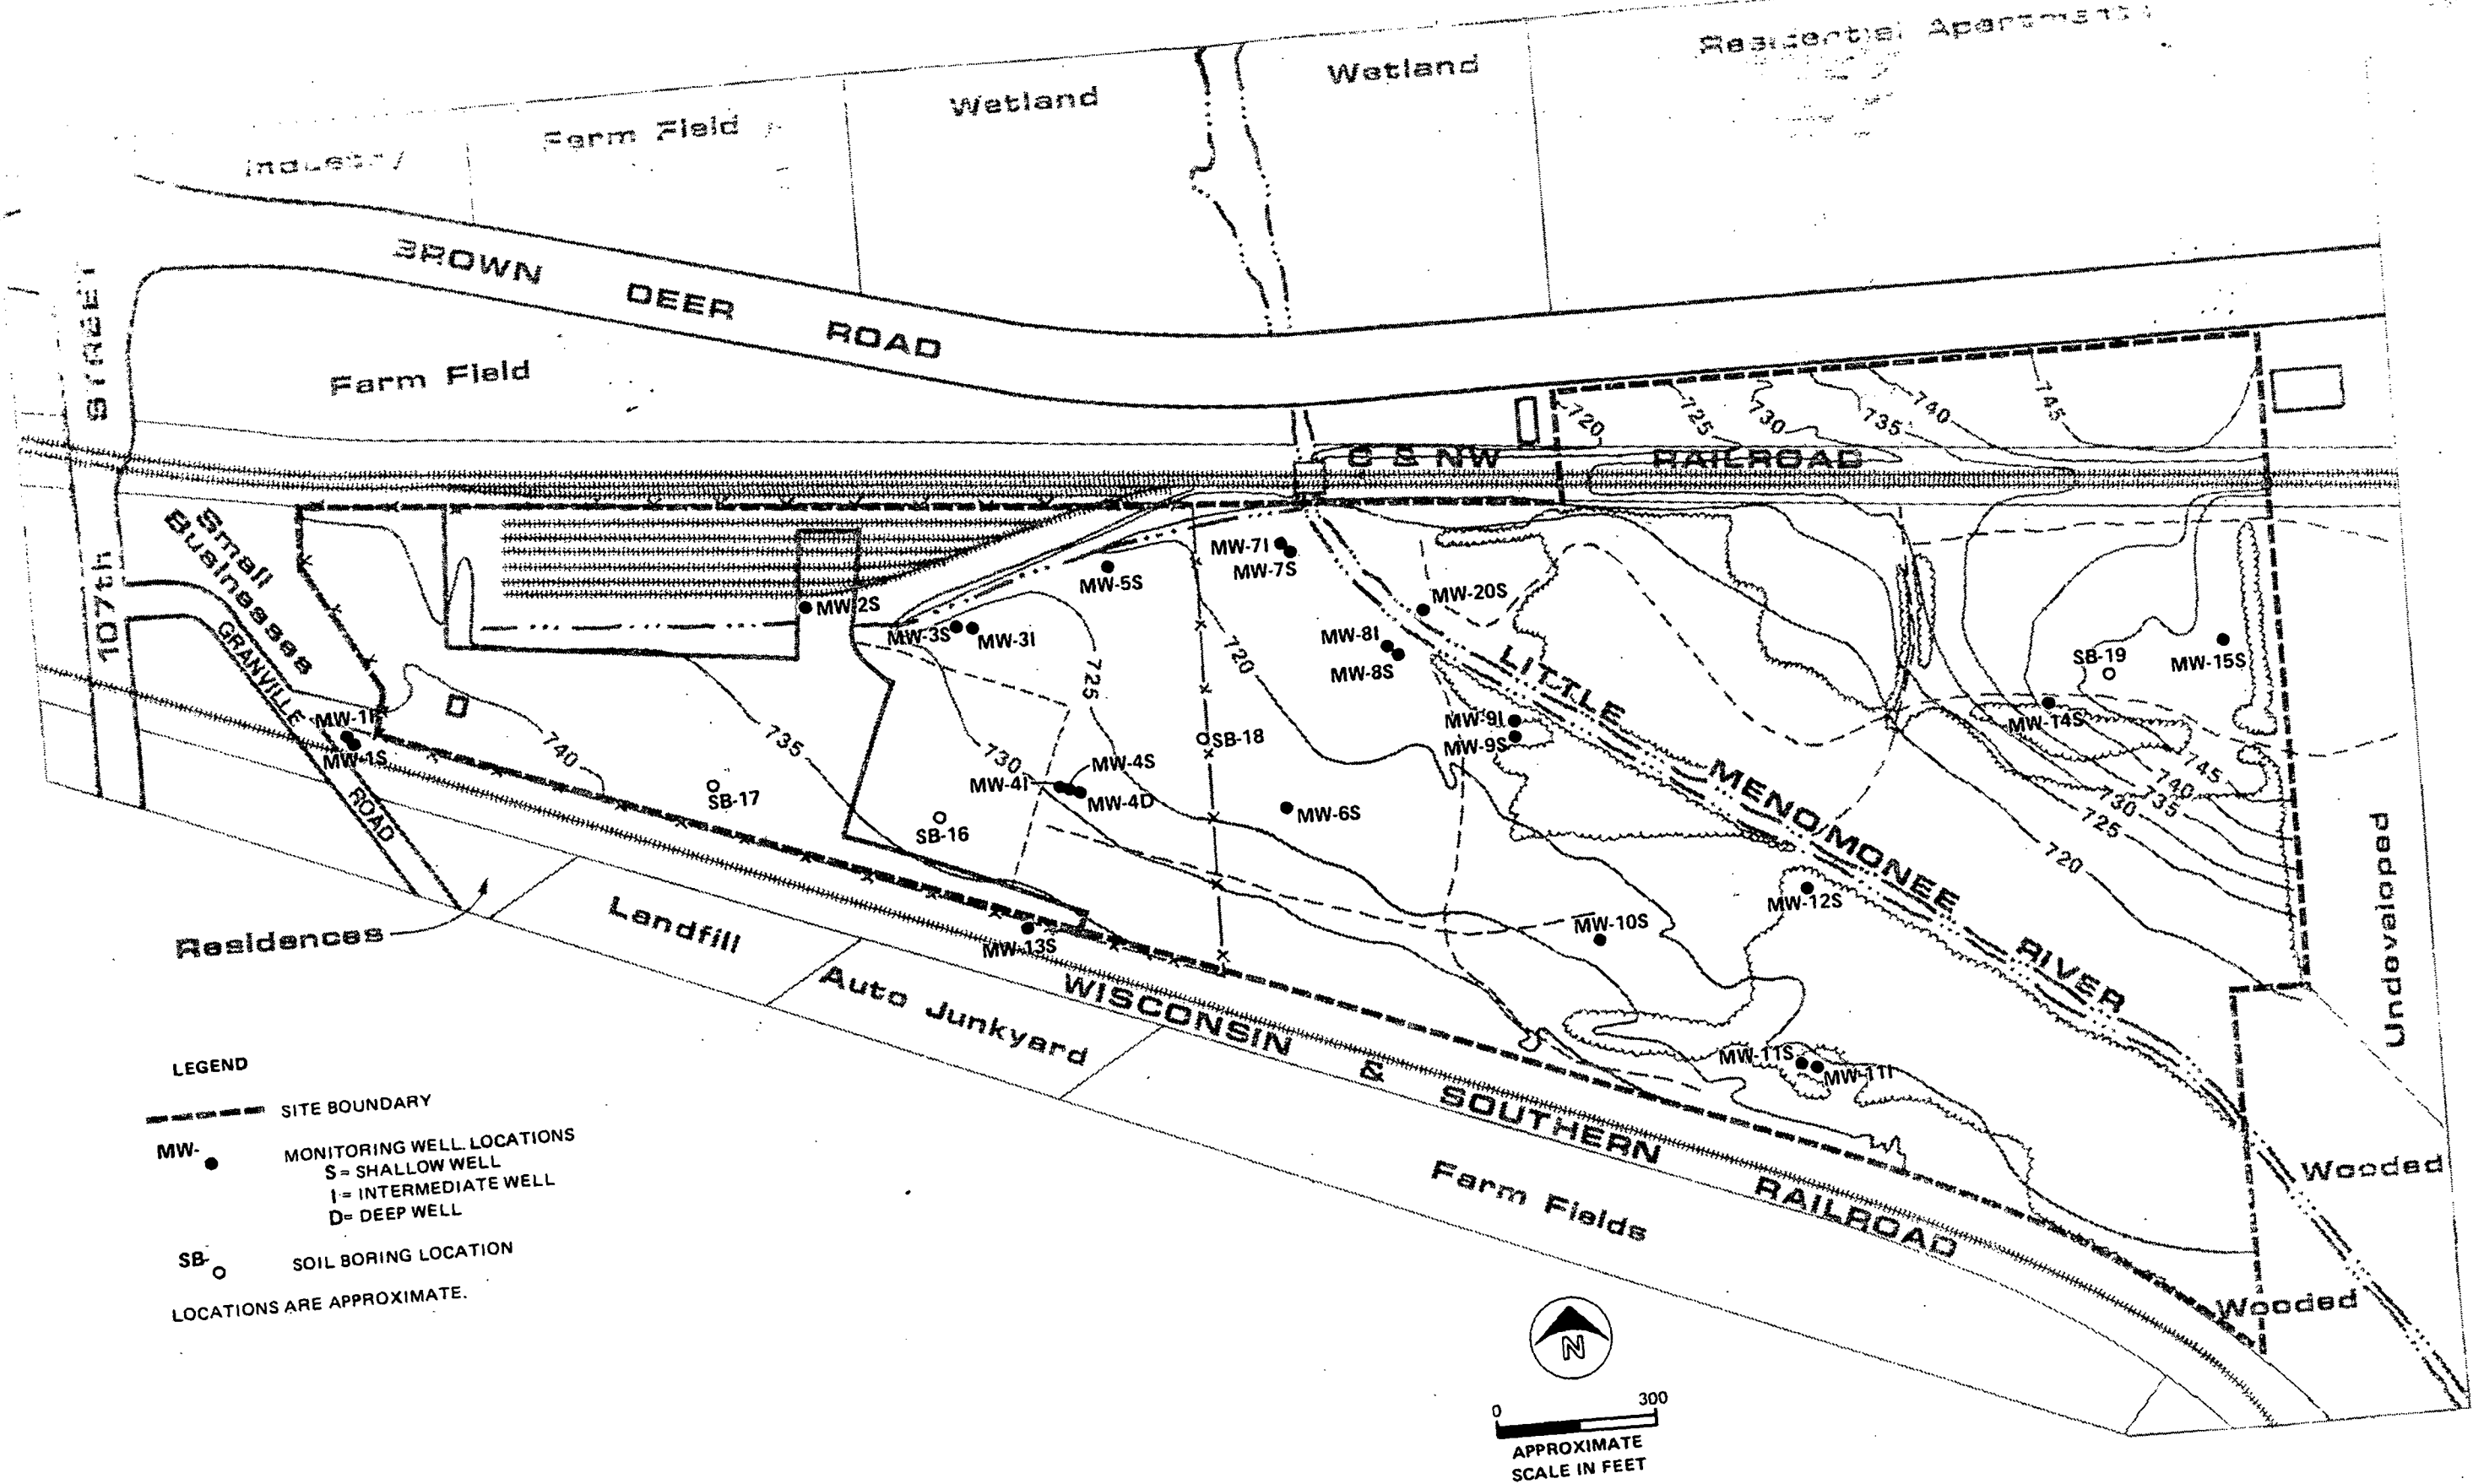 Residential Apartments
Wetland
Wetland
Farm Field
Industry
BROWN DEER ROAD
STREET
107th
Farm Field
C & NW RAILROAD
720
725
730
735
740
745
Small
Businesses
GRANVILLE ROAD
MW-7I
MW-7S
MW-5S
MW-2S
MW-3S
MW-3I
MW-20S
MW-8I
MW-8S
725
720
SB-19
MW-15S
LITTLE MENOMONEE RIVER
MW-1I
MW-1S
740
735
730
SB-18
MW-9I
MW-9S
MW-14S
MW-4S
MW-4I
MW-4D
SB-17
SB-16
MW-6S
745
740
735
730
725
720
Undeveloped
MW-12S
MW-10S
MW-13S
Residences
Landfill
Auto Junkyard
WISCONSIN & SOUTHERN RAILROAD
MW-11S
MW-11I
Farm Fields
Wooded
Wooded
LEGEND
SITE BOUNDARY
MW-
MONITORING WELL LOCATIONS
S = SHALLOW WELL
I = INTERMEDIATE WELL
D= DEEP WELL
SB-
SOIL BORING LOCATION
LOCATIONS ARE APPROXIMATE.
N
0 300
APPROXIMATE
SCALE IN FEET